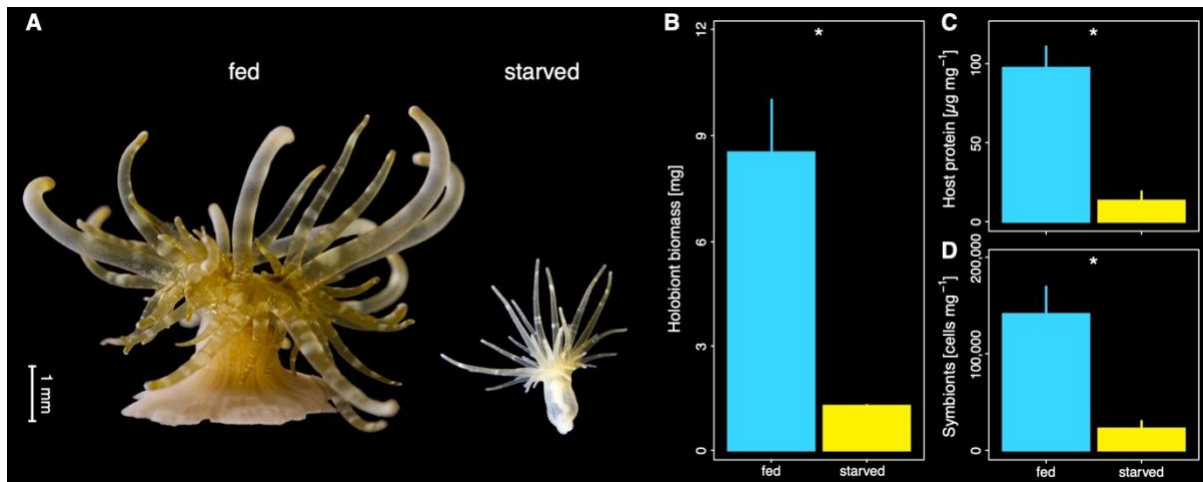 A
fed
starved
1 mm
B
Holobiont biomass [mg]
12
9
6
3
0
*
fed
starved
C
Host protein [µg mg⁻¹]
100
50
0
*
D
Symbionts [cells mg⁻¹]
200,000
100,000
0
*
fed
starved